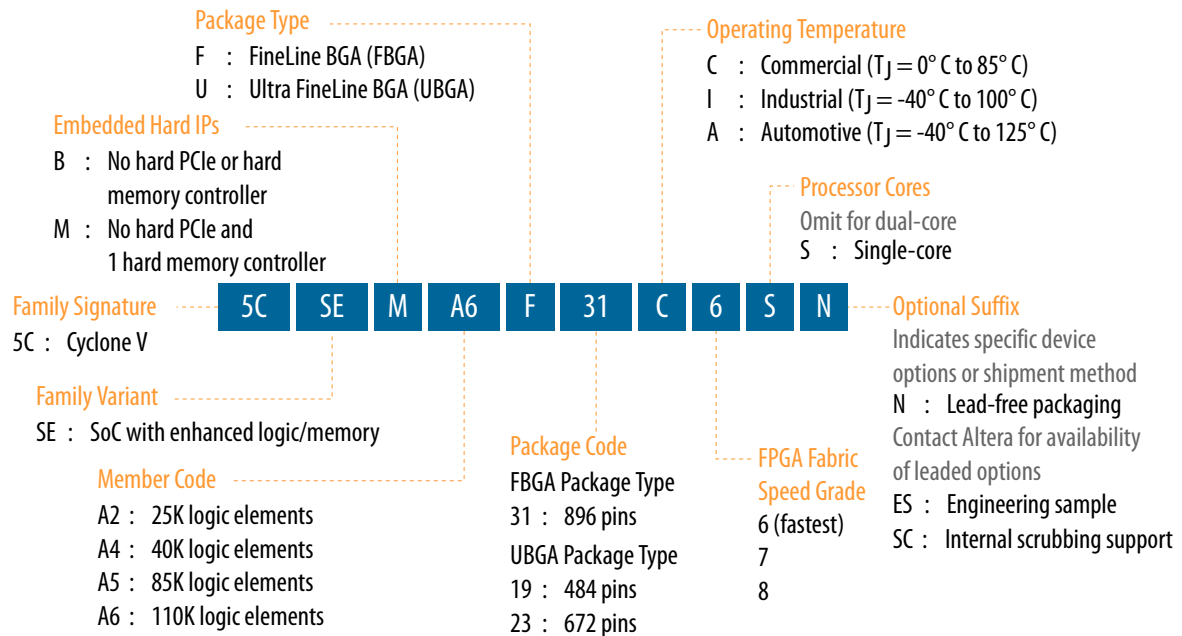 Package Type
F : FineLine BGA (FBGA)
U : Ultra FineLine BGA (UBGA)
Operating Temperature
C : Commercial (TJ = 0° C to 85° C)
I : Industrial (TJ = -40° C to 100° C)
A : Automotive (TJ = -40° C to 125° C)
Embedded Hard IPs
B : No hard PCIe or hard
memory controller
M : No hard PCIe and
1 hard memory controller
Processor Cores
Omit for dual-core
S : Single-core
Family Signature
5C : Cyclone V
5C SE M A6 F 31 C 6 S N
Optional Suffix
Indicates specific device
options or shipment method
N : Lead-free packaging
Contact Altera for availability
of leaded options
ES : Engineering sample
SC : Internal scrubbing support
Family Variant
SE : SoC with enhanced logic/memory
Member Code
A2 : 25K logic elements
A4 : 40K logic elements
A5 : 85K logic elements
A6 : 110K logic elements
Package Code
FBGA Package Type
31 : 896 pins
UBGA Package Type
19 : 484 pins
23 : 672 pins
FPGA Fabric
Speed Grade
6 (fastest)
7
8